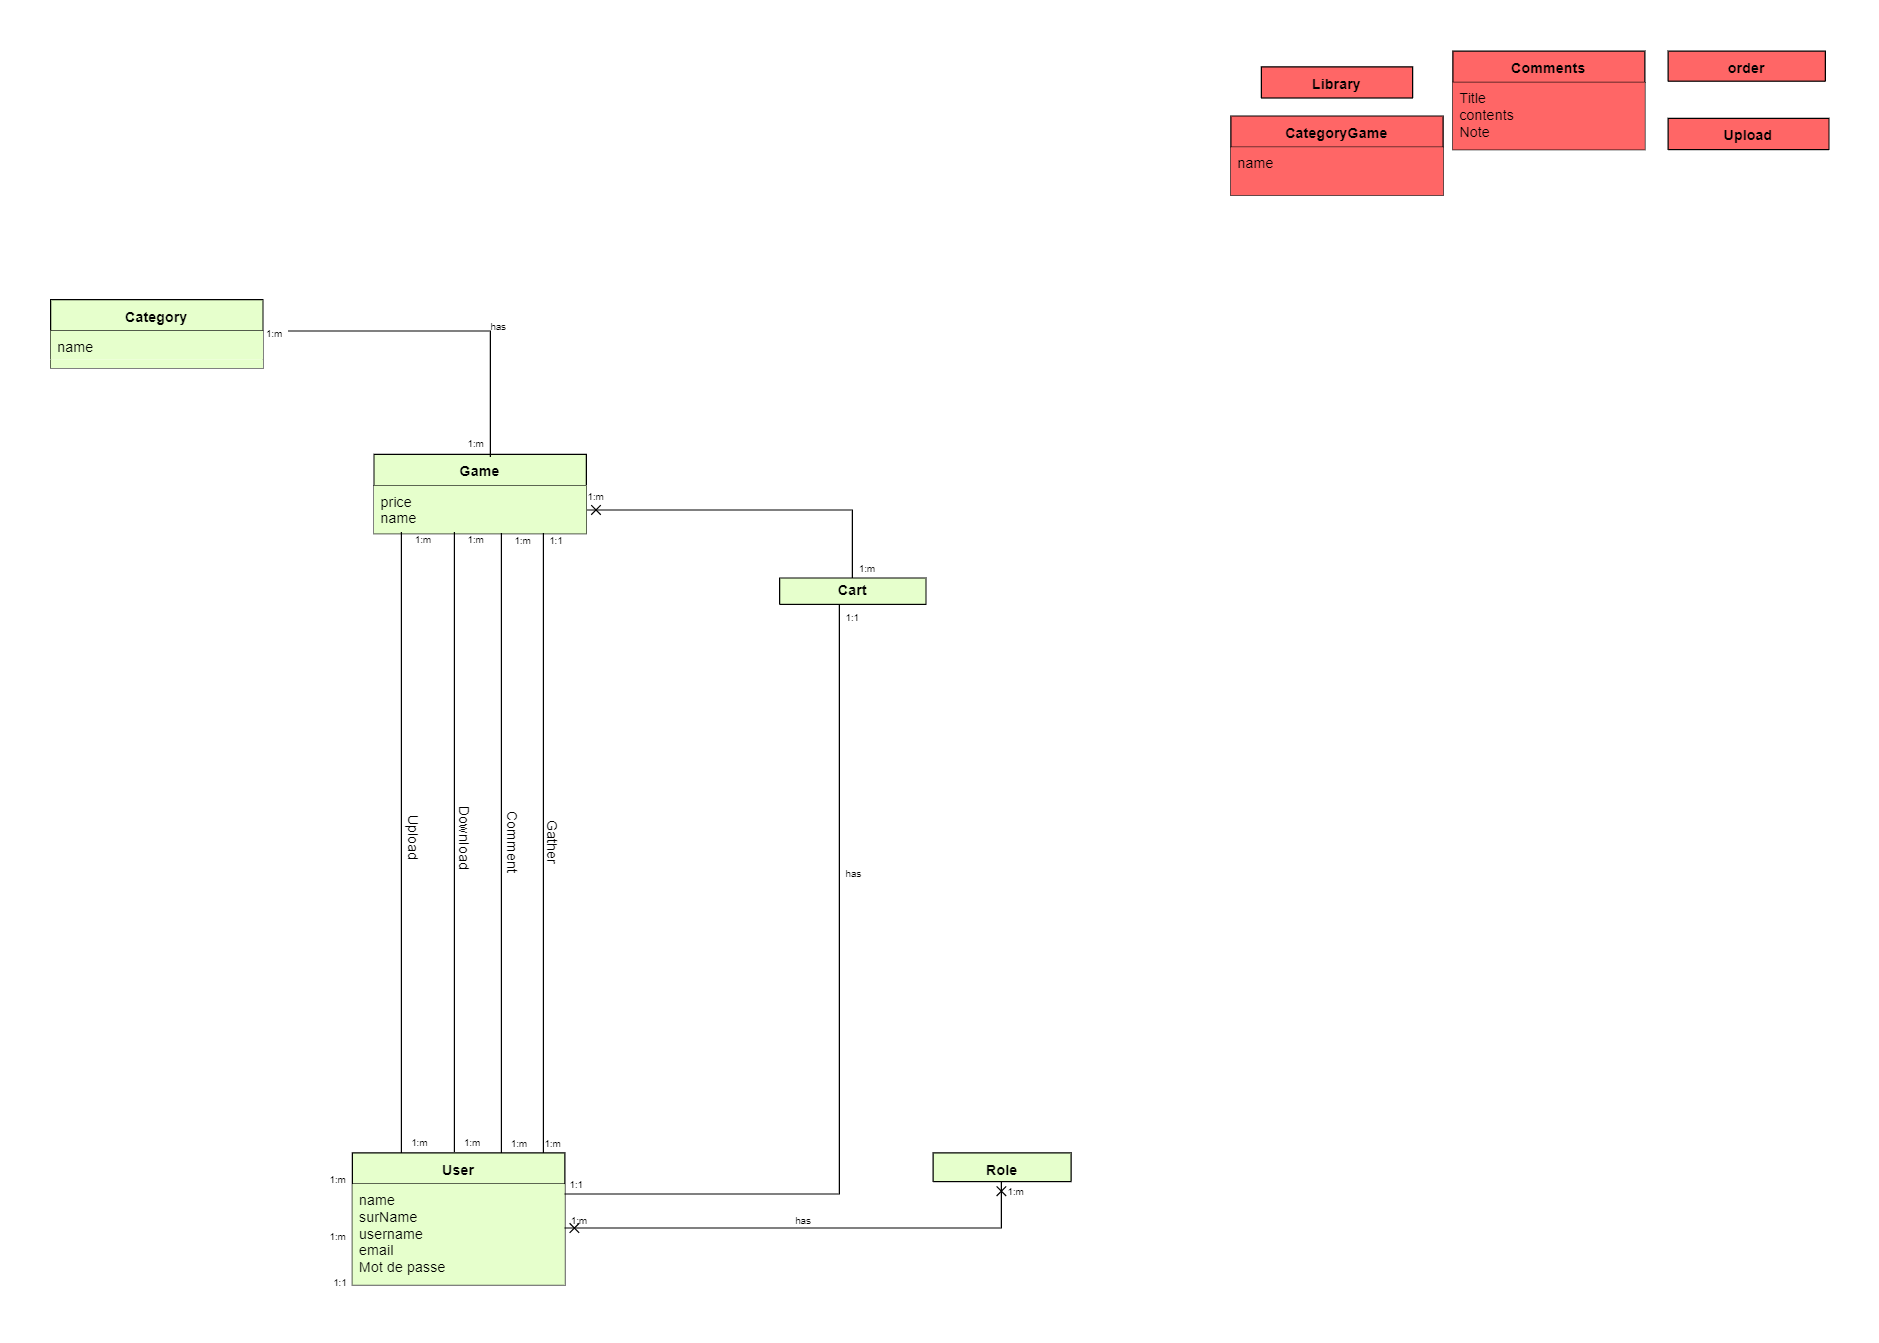 Library
Comments
Title
contents
Note
order
CategoryGame
name
Upload
Category
name
1:m
has
1:m
Game
price
name
1:m
1:m
1:m
1:m
1:1
1:m
Cart
1:1
Upload
Download
Comment
Gather
has
1:m
1:m
1:m
1:m
User
name
surName
username
email
Mot de passe
1:m
1:m
1:1
1:1
1:m
has
Role
1:m